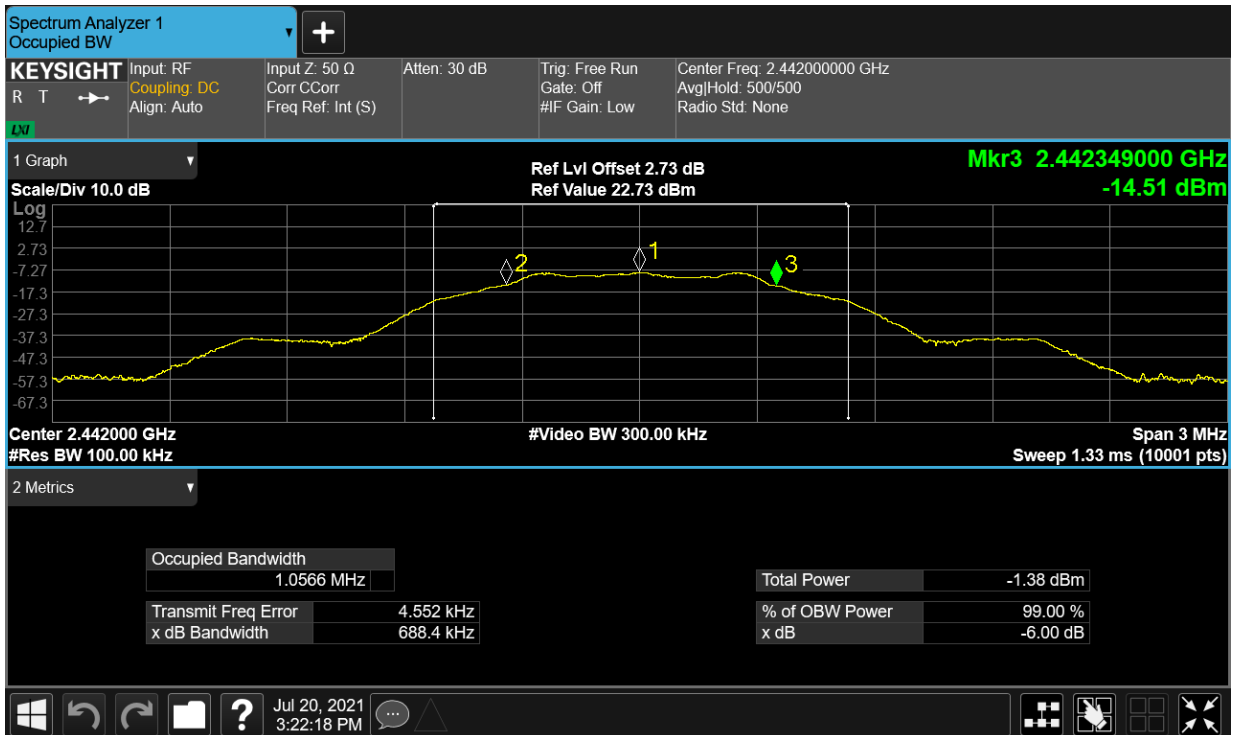 Spectrum Analyzer 1
Occupied BW
KEYSIGHT
R T
LXI
Input: RF
Coupling: DC
Align: Auto
Input Z: 50 Ω
Corr CCorr
Freq Ref: Int (S)
Atten: 30 dB
Trig: Free Run
Gate: Off
#IF Gain: Low
Center Freq: 2.442000000 GHz
Avg|Hold: 500/500
Radio Std: None
1 Graph
Scale/Div 10.0 dB
Log
Ref Lvl Offset 2.73 dB
Ref Value 22.73 dBm
Mkr3 2.442349000 GHz
-14.51 dBm
12.7
2.73
-7.27
-17.3
-27.3
-37.3
-47.3
-57.3
-67.3
2
1
3
Center 2.442000 GHz
#Res BW 100.00 kHz
#Video BW 300.00 kHz
Span 3 MHz
Sweep 1.33 ms (10001 pts)
2 Metrics
Occupied Bandwidth
1.0566 MHz
Transmit Freq Error 4.552 kHz
x dB Bandwidth 688.4 kHz
Total Power -1.38 dBm
% of OBW Power 99.00 %
x dB -6.00 dB
?
Jul 20, 2021
3:22:18 PM